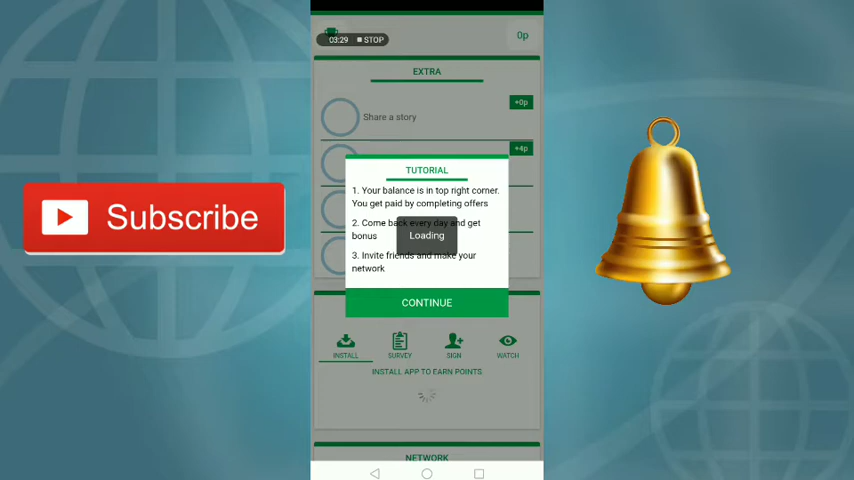 0p
03:29 STOP
EXTRA
+0p
Share a story
+4p
TUTORIAL
1. Your balance is in top right corner.
You get paid by completing offers
2. Come back every day and get
bonus
Loading
3. Invite friends and make your
network
CONTINUE
INSTALL SURVEY SIGN WATCH
INSTALL APP TO EARN POINTS
NETWORK
Subscribe